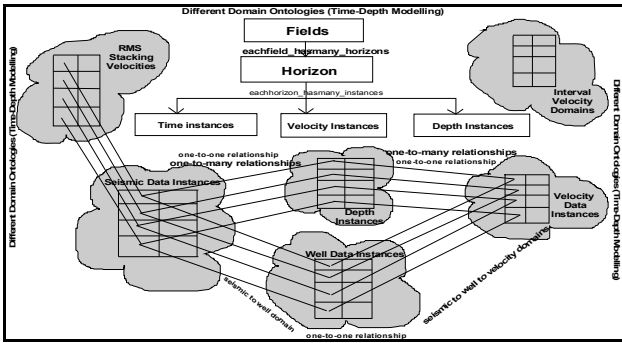 Different Domain Ontologies (Time-Depth Modelling)
Fields
eachfield_hasmany_horizons
Horizon
eachhorizon_hasmany_instances
Time instances
Velocity Instances
Depth Instances
RMS
Stacking
Velocities
Interval
Velocity
Domains
Different Domain Ontologies (Time-Depth Modelling)
Different Domain Ontologies (Time-Depth Modelling)
one-to-one relationship
one-to-many relationships
one-to-many relationships
one-to-one relationship
Seismic Data Instances
Depth
Instances
Velocity
Data
Instances
Well Data Instances
seismic to well domain
seismic to well to velocity domains
one-to-one relationship